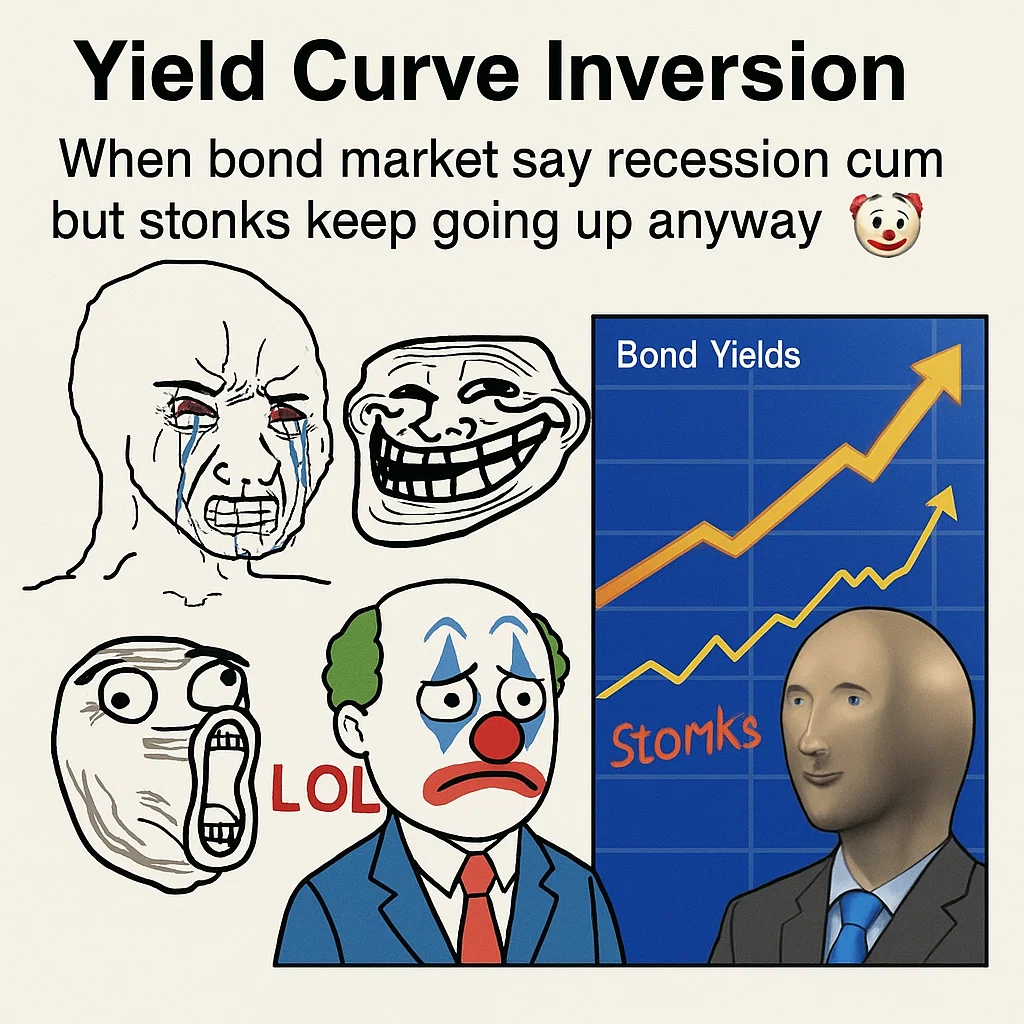 Yield Curve Inversion
When bond market say recession cum
but stonks keep going up anyway 🤡
Bond Yields
Stomks
LOL